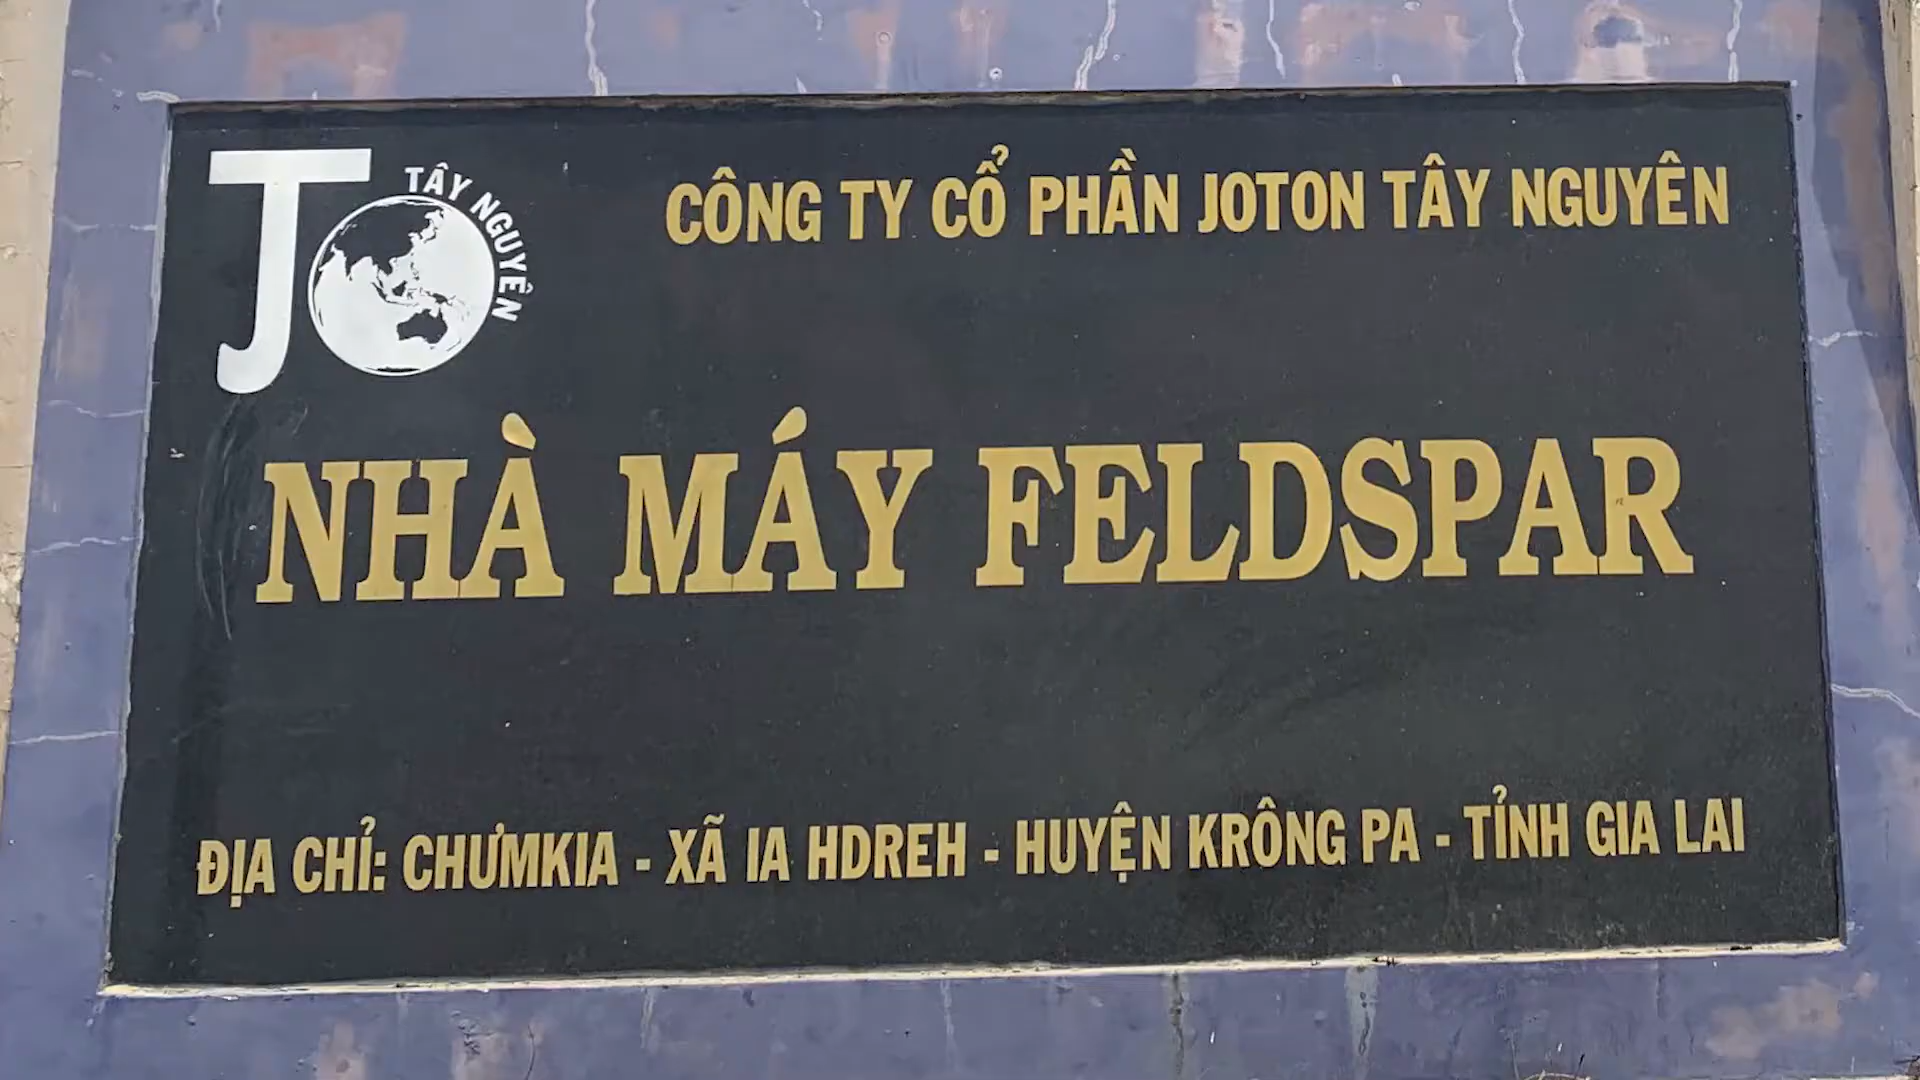 JO
TÂY NGUYÊN
CÔNG TY CỔ PHẦN JOTON TÂY NGUYÊN
NHÀ MÁY FELDSPAR
ĐỊA CHỈ: CHƯMKIA - XÃ IA HDREH - HUYỆN KRÔNG PA - TỈNH GIA LAI